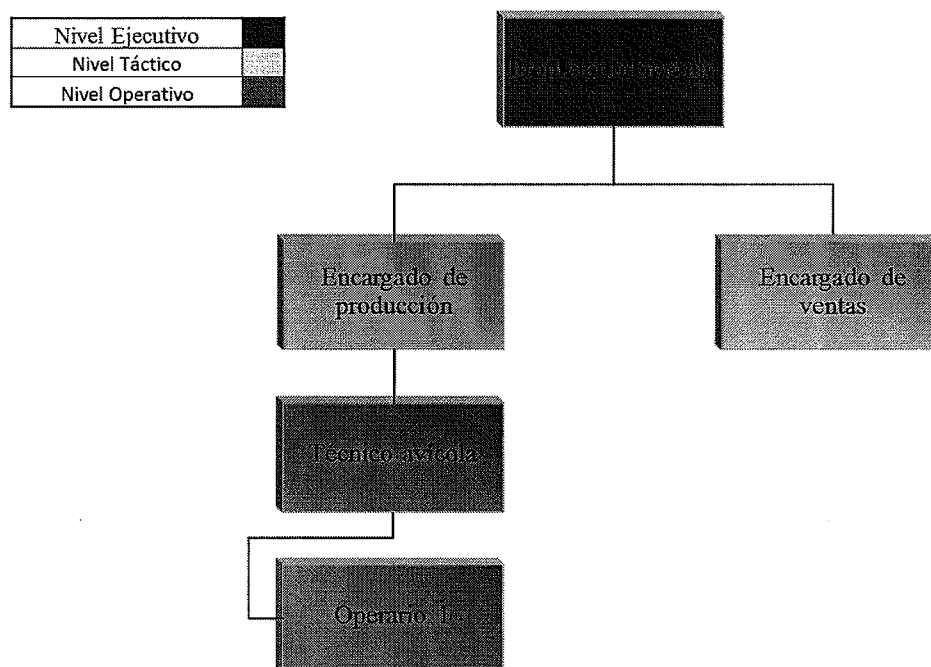 Nivel Ejecutivo
Nivel Táctico
Nivel Operativo
Encargado de
producción
Encargado de
ventas
Técnico avícola
Operario 1